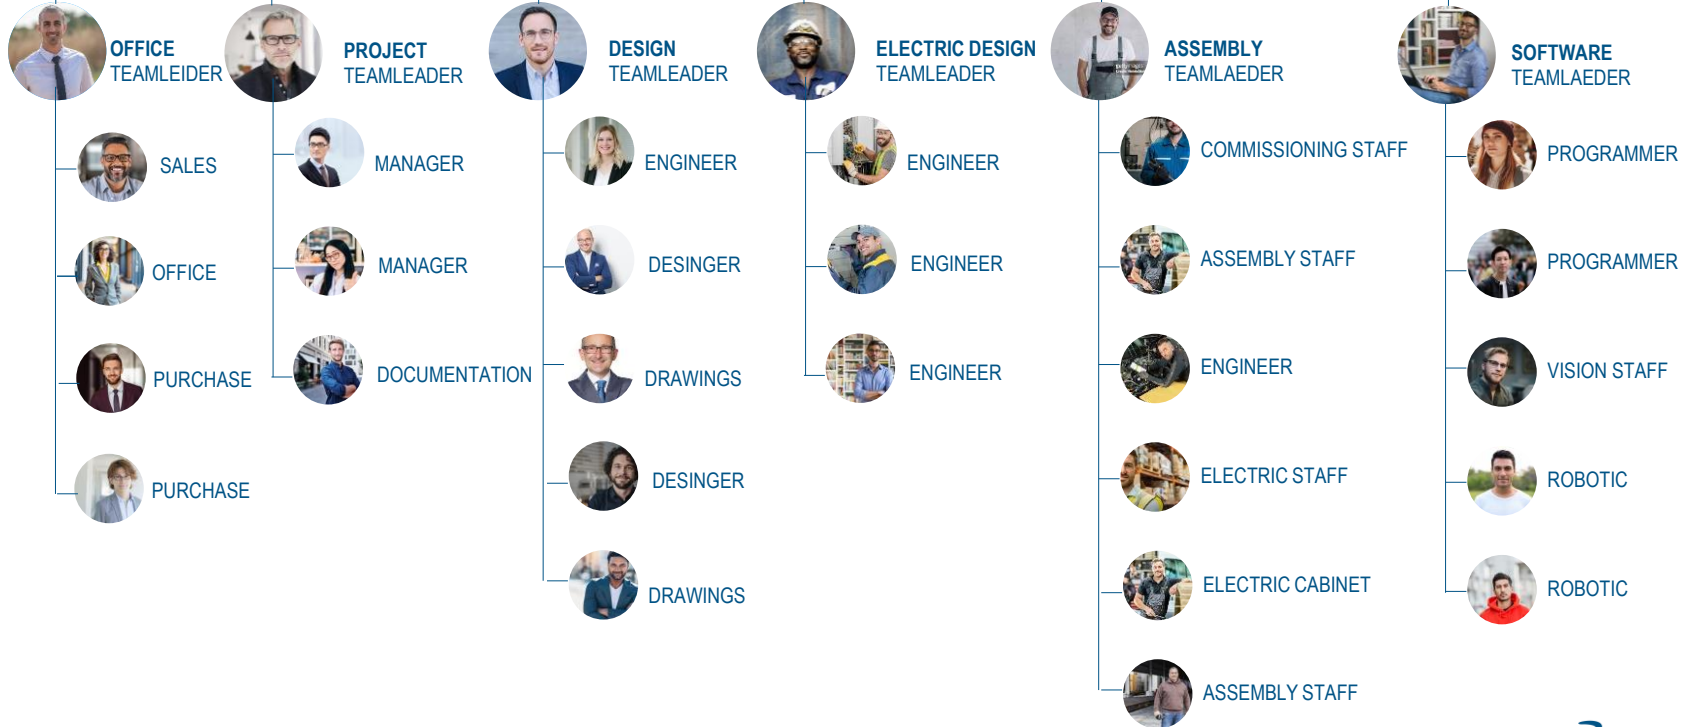 OFFICE
TEAMLEIDER
SALES
OFFICE
PURCHASE
PURCHASE
PROJECT
TEAMLEADER
MANAGER
MANAGER
DOCUMENTATION
DESIGN
TEAMLEADER
ENGINEER
DESINGER
DRAWINGS
DESINGER
DRAWINGS
ELECTRIC DESIGN
TEAMLEADER
ENGINEER
ENGINEER
ENGINEER
ASSEMBLY
TEAMLAEDER
COMMISSIONING STAFF
ASSEMBLY STAFF
ENGINEER
ELECTRIC STAFF
ELECTRIC CABINET
ASSEMBLY STAFF
SOFTWARE
TEAMLAEDER
PROGRAMMER
PROGRAMMER
VISION STAFF
ROBOTIC
ROBOTIC